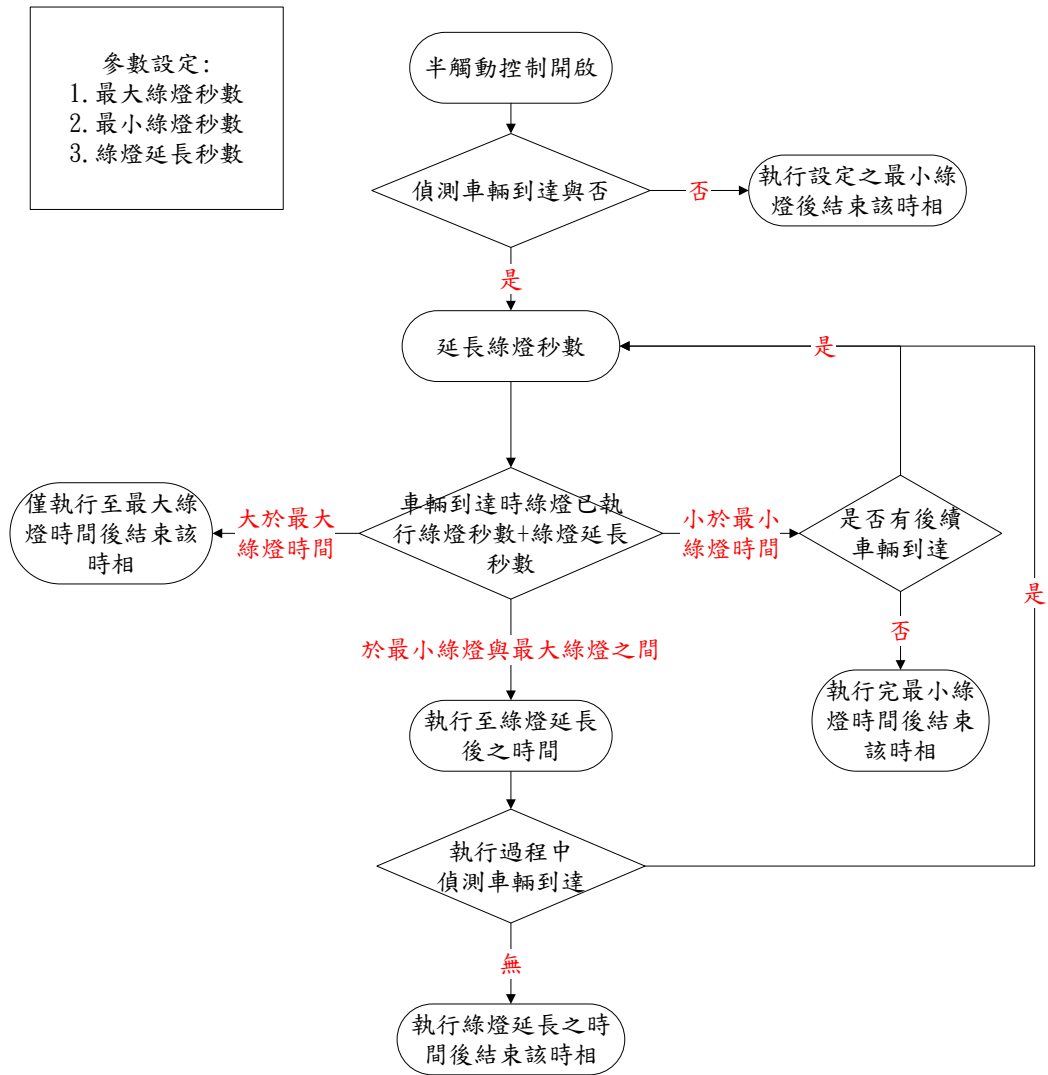 參數設定:
1.最大綠燈秒數
2.最小綠燈秒數
3.綠燈延長秒數
半觸動控制開啟
偵測車輛到達與否
否
執行設定之最小綠
燈後結束該時相
是
延長綠燈秒數
是
車輛到達時綠燈已執
行綠燈秒數+綠燈延長
秒數
大於最大
綠燈時間
僅執行至最大綠
燈時間後結束該
時相
小於最小
綠燈時間
是否有後續
車輛到達
是
否
執行完最小綠
燈時間後結束
該時相
於最小綠燈與最大綠燈之間
執行至綠燈延長
後之時間
執行過程中
偵測車輛到達
無
執行綠燈延長之時
間後結束該時相